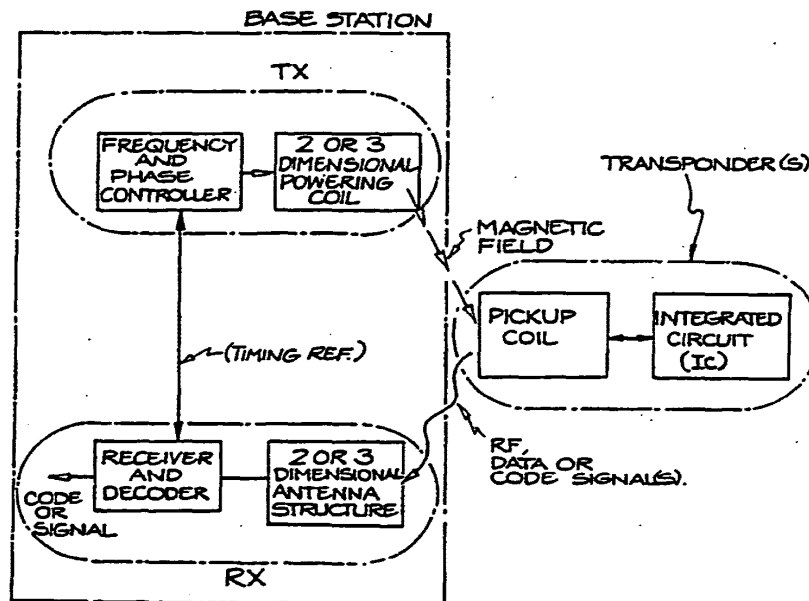 BASE STATION
TX
FREQUENCY
AND
PHASE
CONTROLLER
2 OR 3
DIMENSIONAL
POWERING
COIL
TRANSPONDER(S)
MAGNETIC
FIELD
PICKUP
COIL
INTEGRATED
CIRCUIT
(IC)
(TIMING REF.)
RECEIVER
AND
DECODER
2 OR 3
DIMENSIONAL
ANTENNA
STRUCTURE
RF,
DATA OR
CODE SIGNAL(S).
CODE
OR
SIGNAL
RX